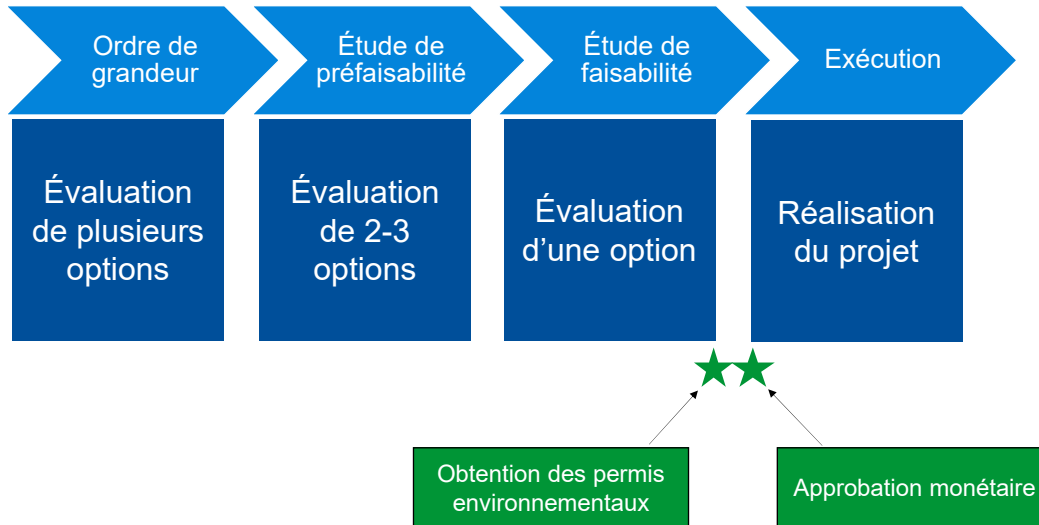 Ordre de
grandeur
Étude de
préfaisabilité
Étude de
faisabilité
Exécution
Évaluation
de plusieurs
options
Évaluation
de 2-3
options
Évaluation
d’une option
Réalisation
du projet
Obtention des permis
environnementaux
Approbation monétaire